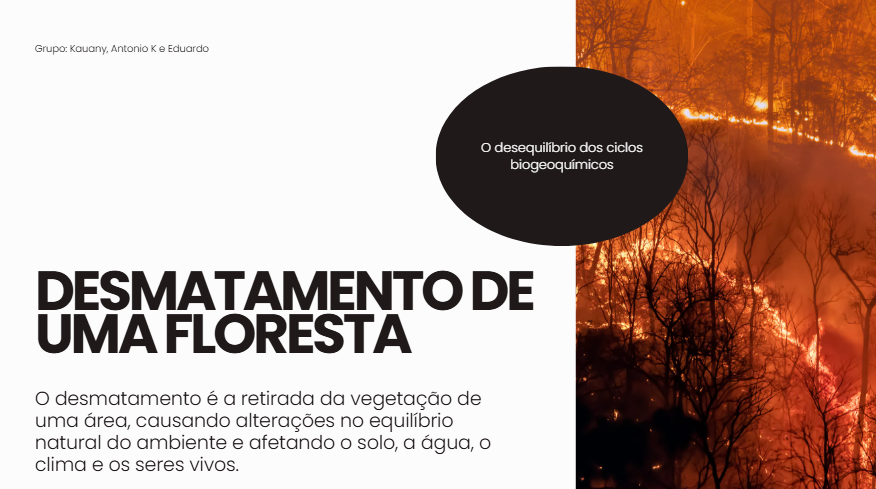 Grupo: Kauany, Antonio K e Eduardo
O desequilíbrio dos ciclos
biogeoquímicos
DESMATAMENTO DE
UMA FLORESTA
O desmatamento é a retirada da vegetação de
uma área, causando alterações no equilíbrio
natural do ambiente e afetando o solo, a água, o
clima e os seres vivos.